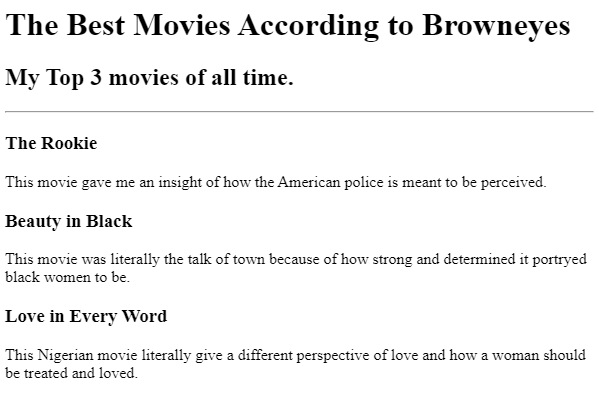 The Best Movies According to Browneyes
My Top 3 movies of all time.
The Rookie
This movie gave me an insight of how the American police is meant to be perceived.
Beauty in Black
This movie was literally the talk of town because of how strong and determined it portryed
black women to be.
Love in Every Word
This Nigerian movie literally give a different perspective of love and how a woman should
be treated and loved.